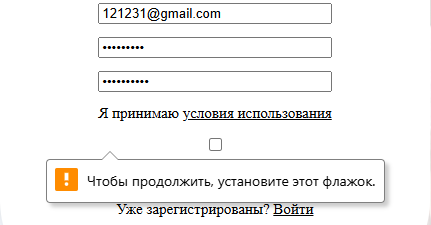 121231@gmail.com
•••••••••
••••••••••
Я принимаю условия использования
Чтобы продолжить, установите этот флажок.
Уже зарегистрированы? Войти